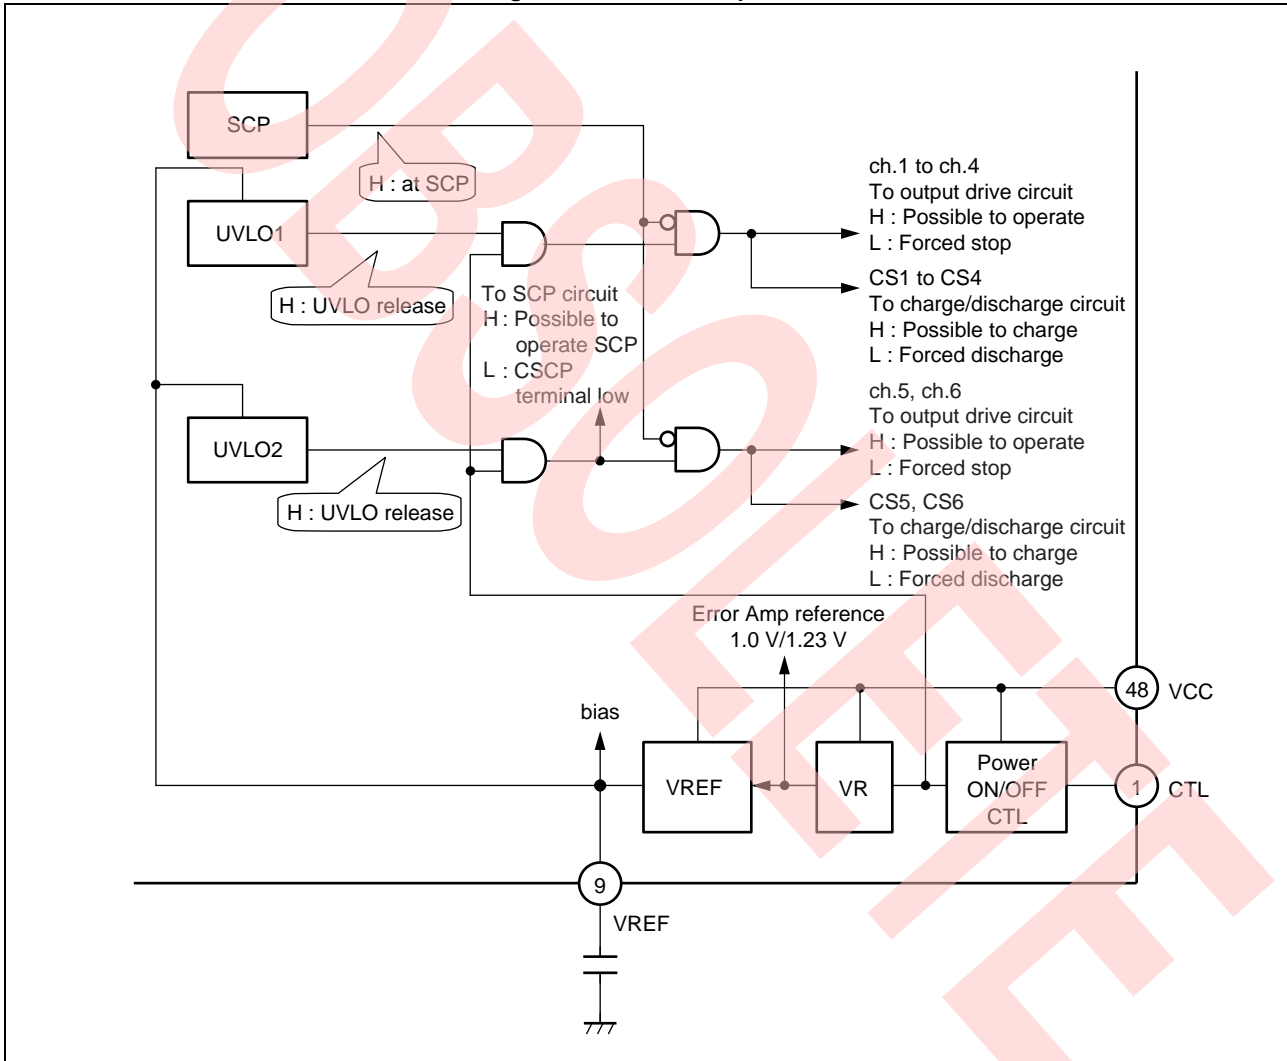 SCP
H : at SCP
UVLO1
H : UVLO release
To SCP circuit
H : Possible to
operate SCP
L : CSCP
terminal low
UVLO2
H : UVLO release
ch.1 to ch.4
To output drive circuit
H : Possible to operate
L : Forced stop
CS1 to CS4
To charge/discharge circuit
H : Possible to charge
L : Forced discharge
ch.5, ch.6
To output drive circuit
H : Possible to operate
L : Forced stop
CS5, CS6
To charge/discharge circuit
H : Possible to charge
L : Forced discharge
Error Amp reference
1.0 V/1.23 V
bias
VREF
VR
Power
ON/OFF
CTL
48
VCC
1
CTL
9
VREF
OBSOLETE